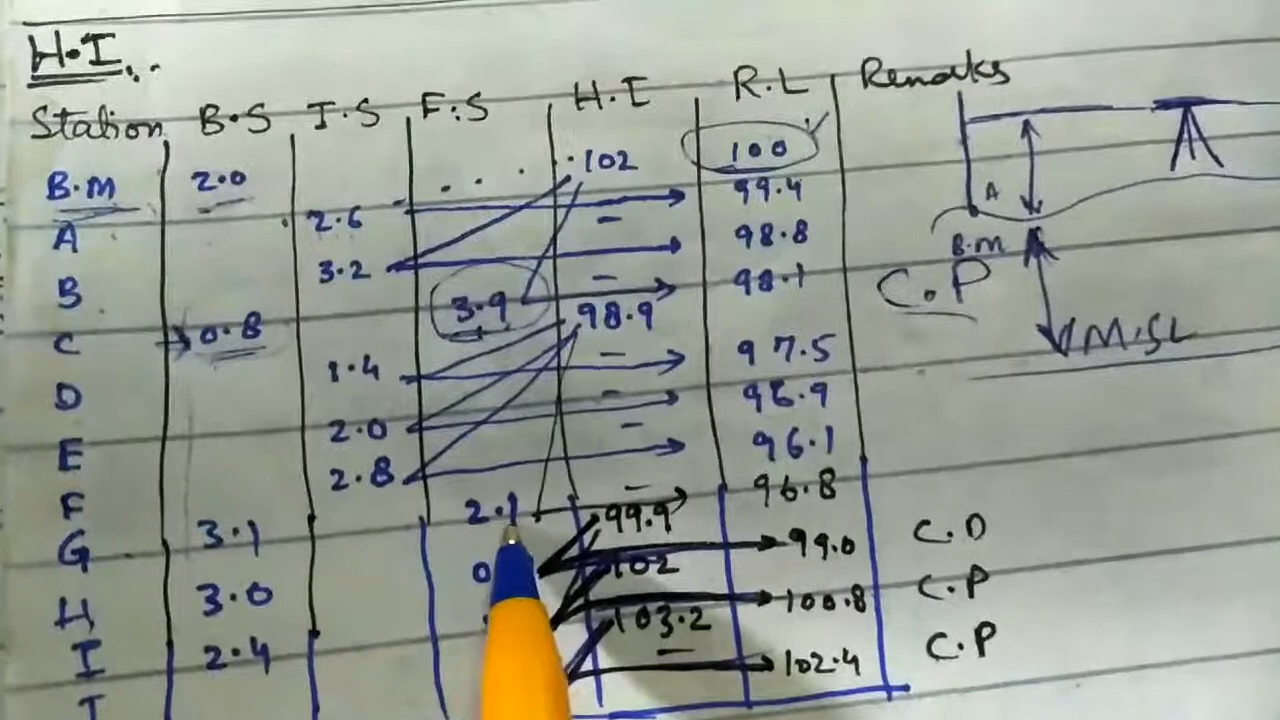 H.I..
Station B.S I.S F.S H.I R.L Remarks
B.M 2.0 . . . 102 100
A 2.6 - 99.4
B 3.2 - 98.8
C 0.8 3.9 98.9 98.1 C.P
D 1.4 - 97.5
E 2.0 - 96.9
F 2.8 - 96.1
G 3.1 2.1 99.9 96.8 C.D
H 3.0 0 102 99.0 C.P
I 2.4 103.2 100.8 C.P
- 102.4
A
B.M
M.SL